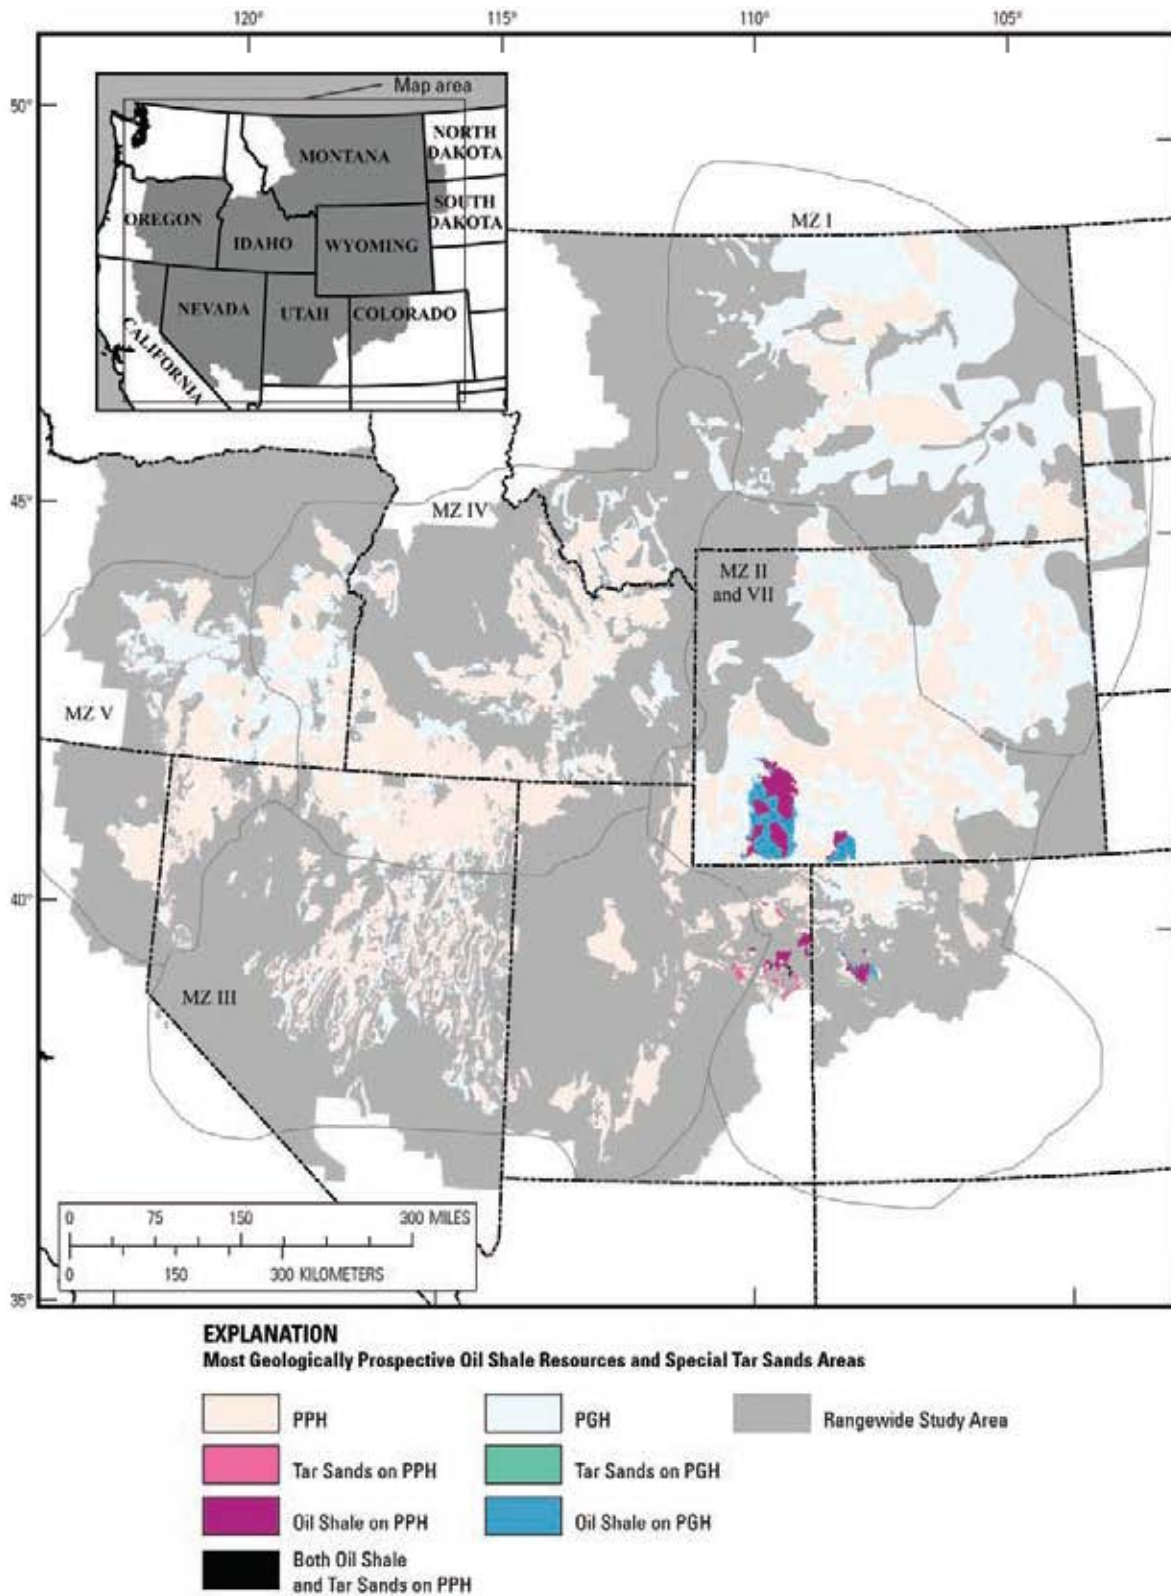 120°
115°
110°
105°
50°
45°
40°
35°
Map area
NORTH
DAKOTA
MONTANA
SOUTH
DAKOTA
OREGON
IDAHO
WYOMING
NEVADA
UTAH
COLORADO
CALIFORNIA
MZ I
MZ IV
MZ II
and VII
MZ V
MZ III
0 75 150 300 MILES
0 150 300 KILOMETERS
EXPLANATION
Most Geologically Prospective Oil Shale Resources and Special Tar Sands Areas
PPH
PGH
Rangewide Study Area
Tar Sands on PPH
Tar Sands on PGH
Oil Shale on PPH
Oil Shale on PGH
Both Oil Shale
and Tar Sands on PPH